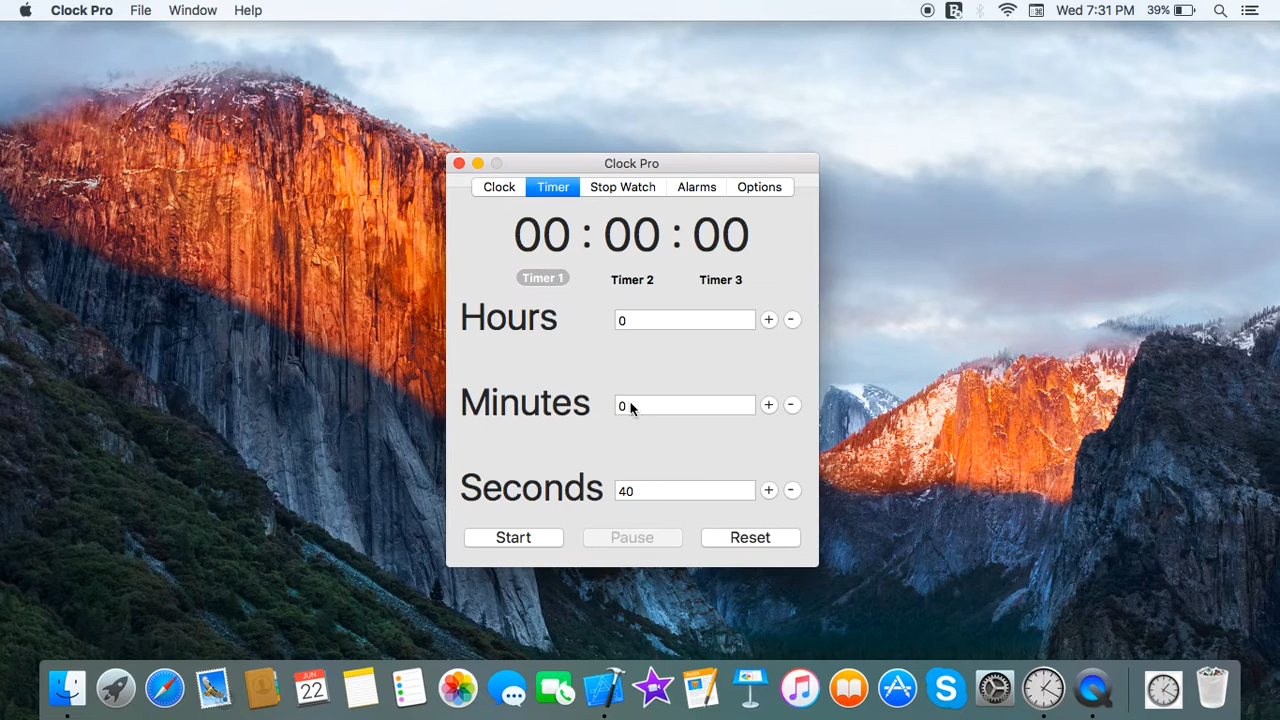 Clock Pro File Window Help Wed 7:31 PM 39%
Clock Pro
Clock Timer Stop Watch Alarms Options
00 : 00 : 00
Timer 1 Timer 2 Timer 3
Hours 0 + -
Minutes 0 + -
Seconds 40 + -
Start Pause Reset
JUN
22